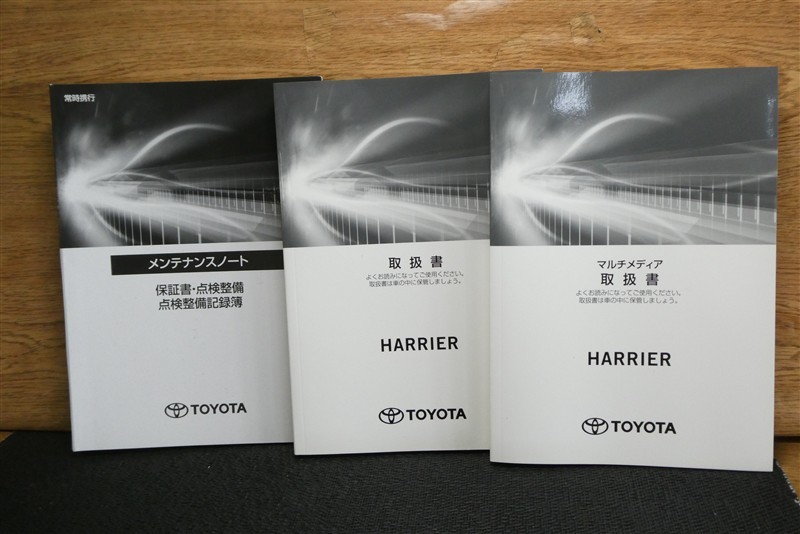 常時携行
メンテナンスノート
保証書・点検整備
点検整備記録簿
TOYOTA
取扱書
よくお読みになってご使用ください。
取扱書は車の中に保管しましょう。
HARRIER
TOYOTA
マルチメディア
取扱書
よくお読みになってご使用ください。
取扱書は車の中に保管しましょう。
HARRIER
TOYOTA